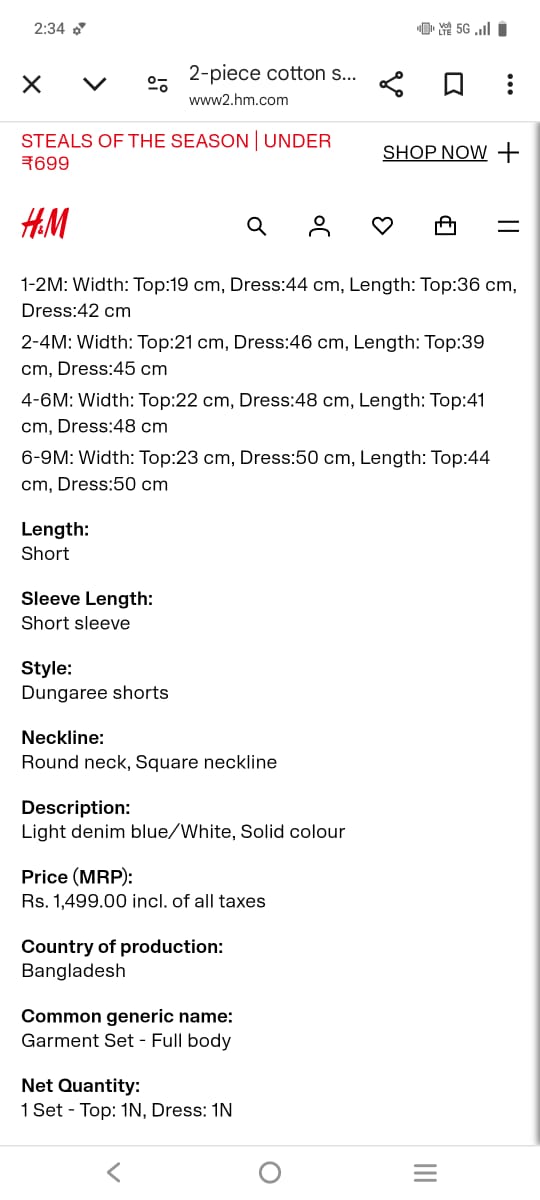 2:34
Vo) LTE 5G
2-piece cotton s...
www2.hm.com
STEALS OF THE SEASON | UNDER
₹699
SHOP NOW
H&M
1-2M: Width: Top:19 cm, Dress:44 cm, Length: Top:36 cm,
Dress:42 cm
2-4M: Width: Top:21 cm, Dress:46 cm, Length: Top:39
cm, Dress:45 cm
4-6M: Width: Top:22 cm, Dress:48 cm, Length: Top:41
cm, Dress:48 cm
6-9M: Width: Top:23 cm, Dress:50 cm, Length: Top:44
cm, Dress:50 cm
Length:
Short
Sleeve Length:
Short sleeve
Style:
Dungaree shorts
Neckline:
Round neck, Square neckline
Description:
Light denim blue/White, Solid colour
Price (MRP):
Rs. 1,499.00 incl. of all taxes
Country of production:
Bangladesh
Common generic name:
Garment Set - Full body
Net Quantity:
1 Set - Top: 1N, Dress: 1N